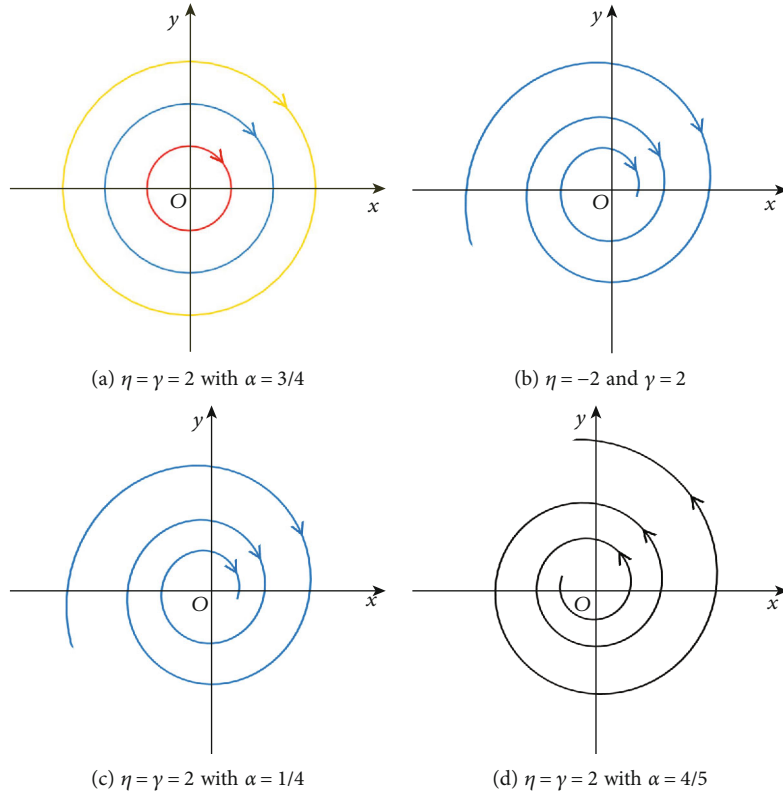 y
y
O
x
O
x
(a) η = γ = 2 with α = 3/4
(b) η = −2 and γ = 2
y
y
O
x
O
x
(c) η = γ = 2 with α = 1/4
(d) η = γ = 2 with α = 4/5